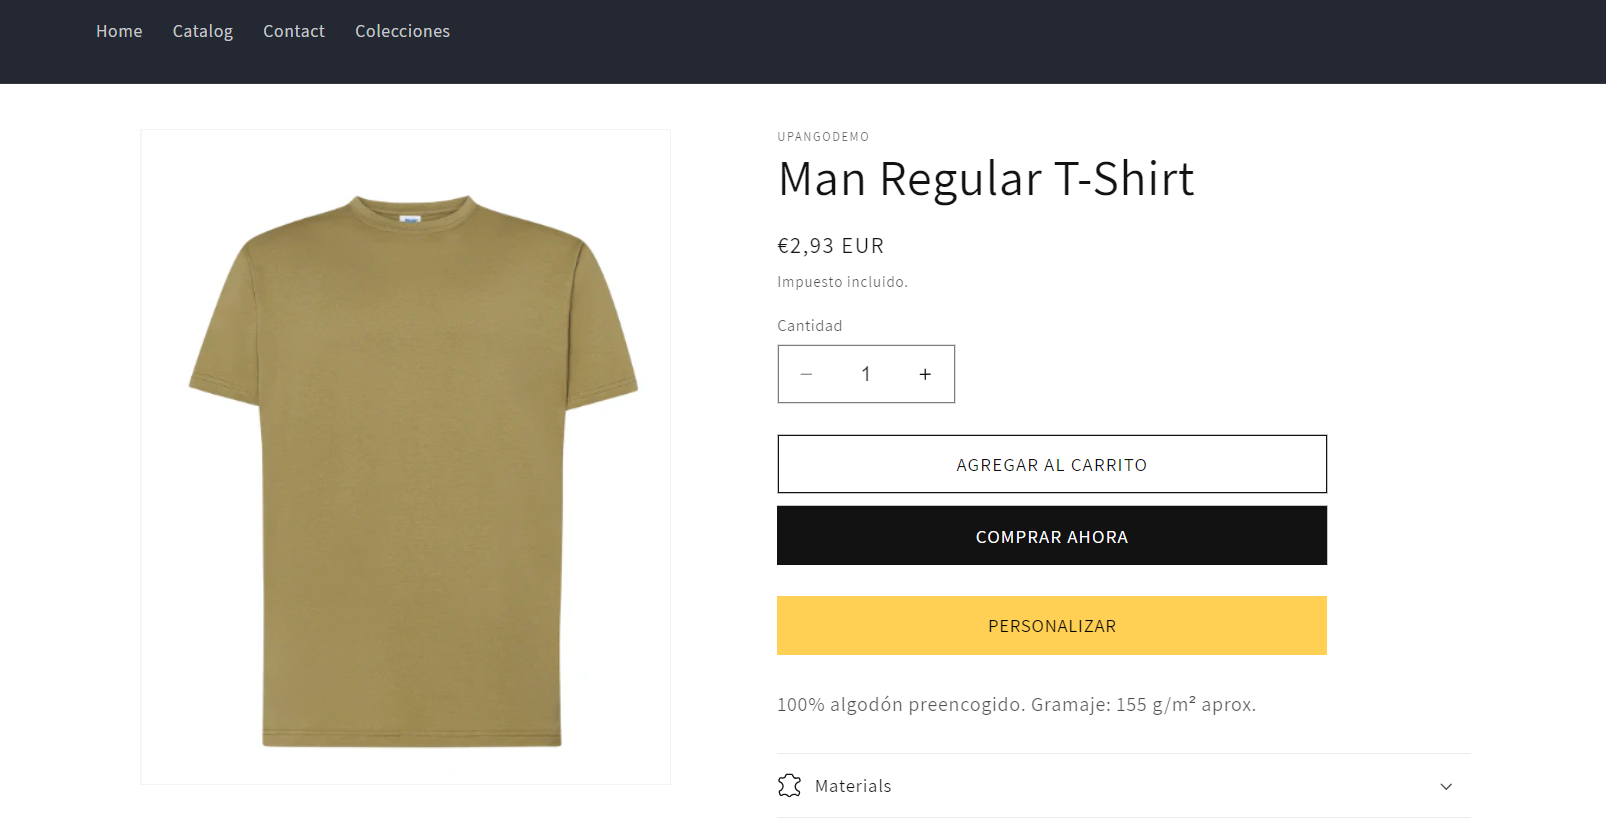 Home Catalog Contact Colecciones
UPANGODEMO
Man Regular T-Shirt
€2,93 EUR
Impuesto incluido.
Cantidad
− 1 +
AGREGAR AL CARRITO
COMPRAR AHORA
PERSONALIZAR
100% algodón preencogido. Gramaje: 155 g/m² aprox.
Materials